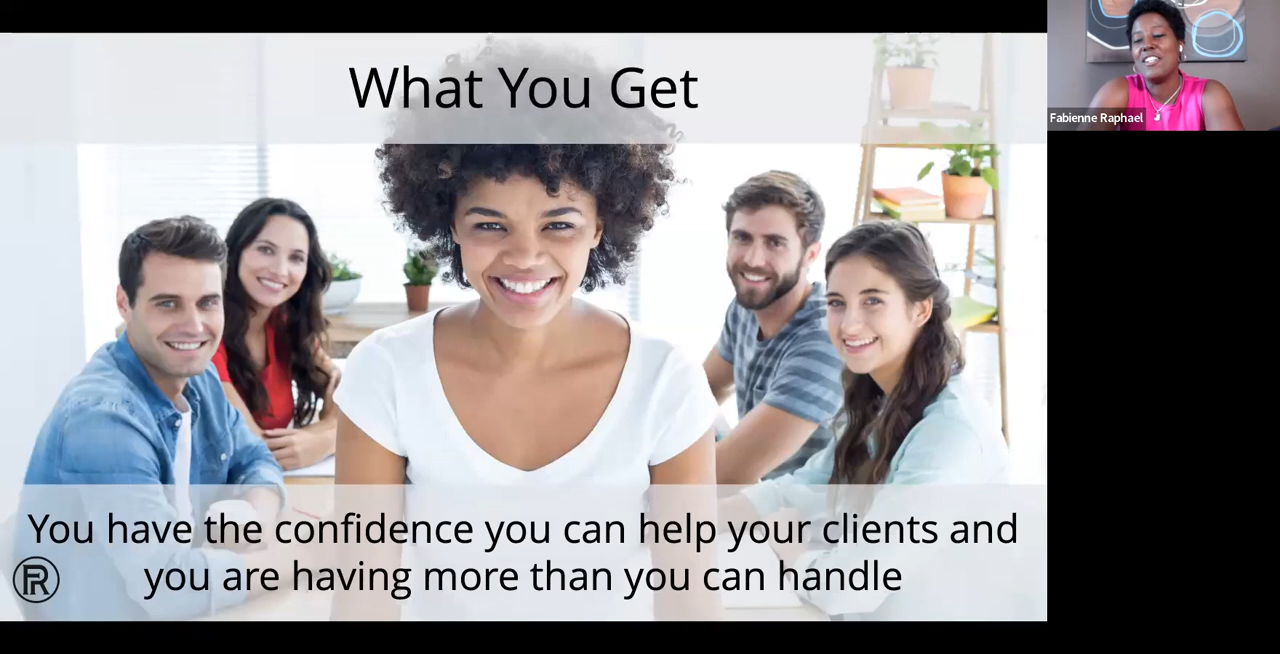 What You Get
Fabienne Raphael
You have the confidence you can help your clients and
you are having more than you can handle